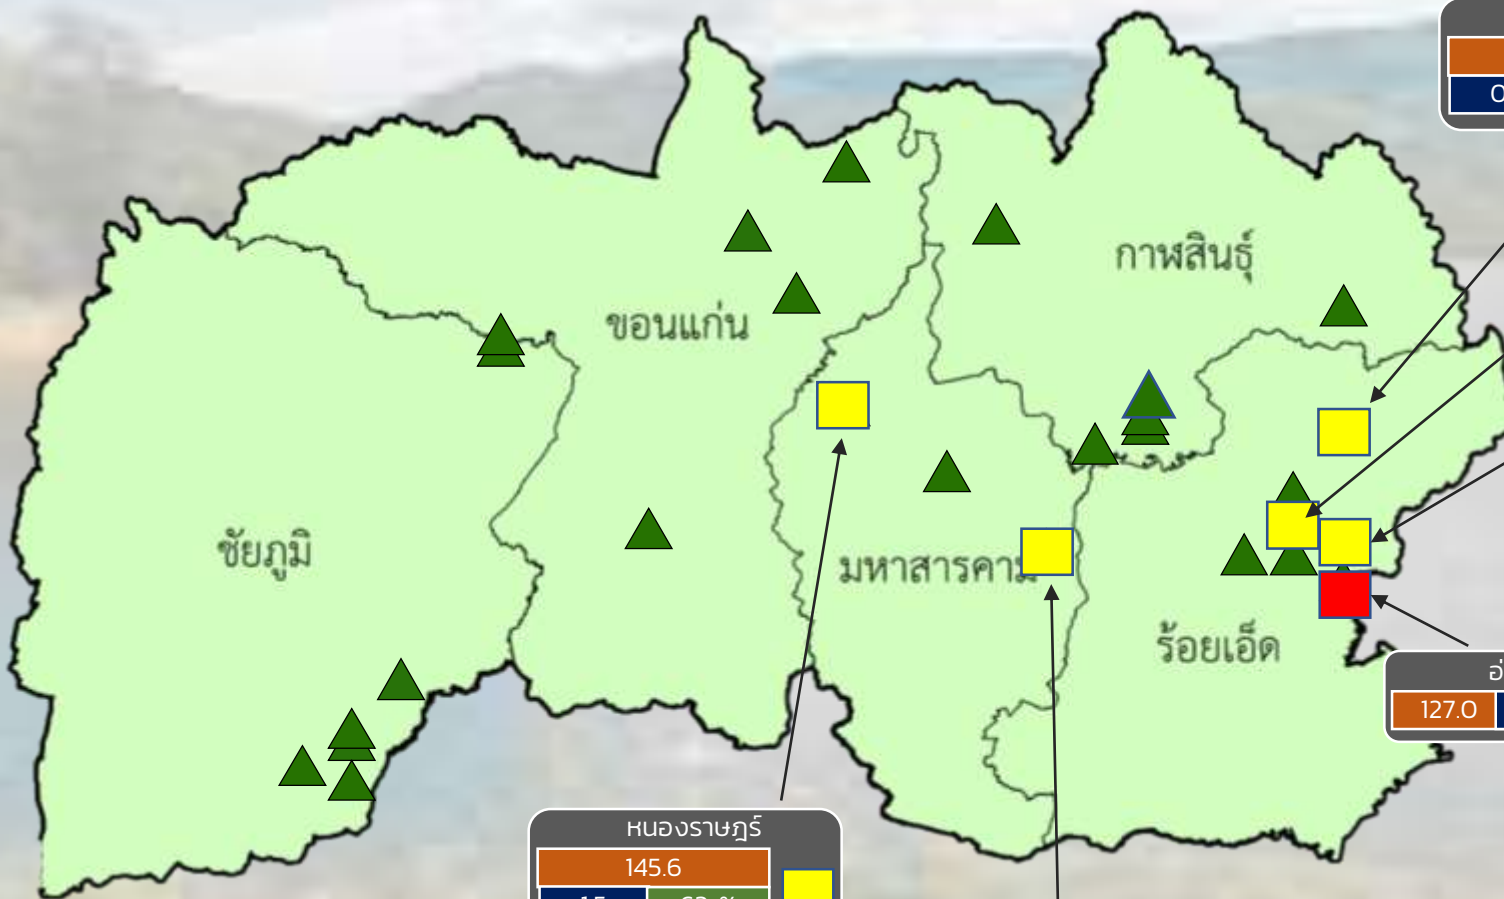 กาฬสินธุ์
ขอนแก่น
ชัยภูมิ
มหาสารคาม
ร้อยเอ็ด
127.0
หนองราษฎร์
145.6